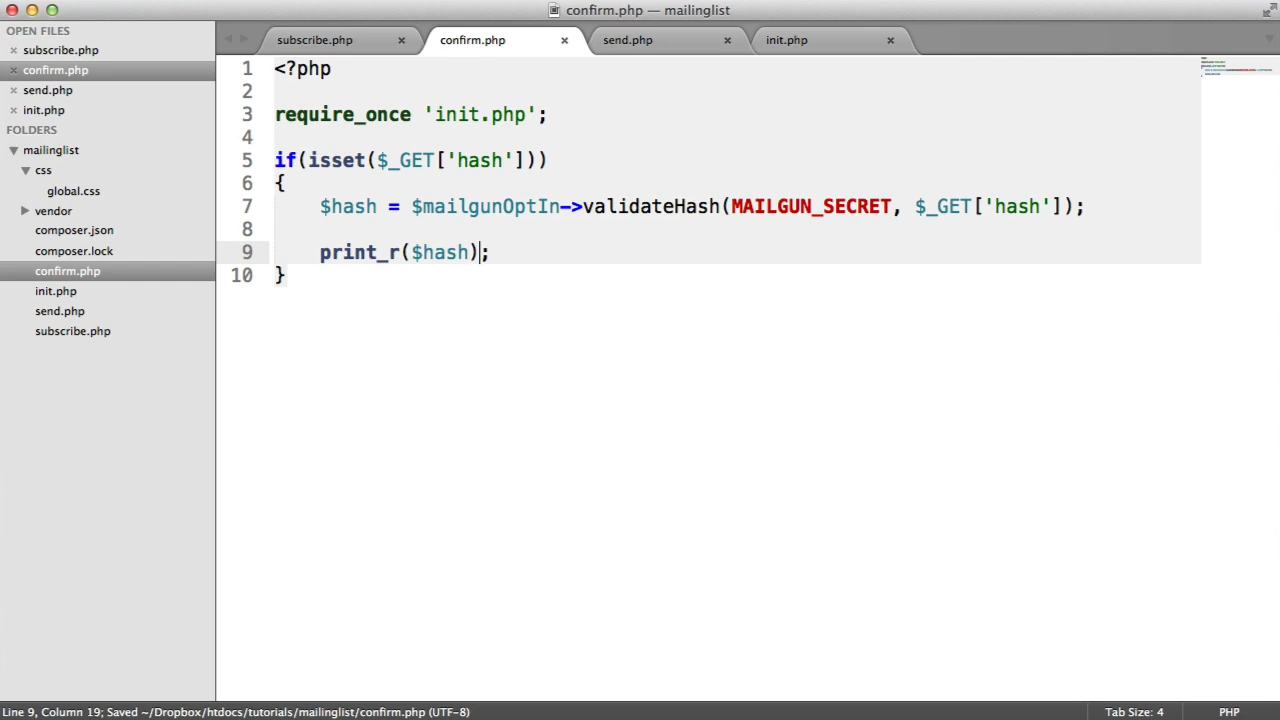 confirm.php — mailinglist
OPEN FILES
subscribe.php
confirm.php
send.php
init.php
FOLDERS
mailinglist
css
global.css
vendor
composer.json
composer.lock
confirm.php
init.php
send.php
subscribe.php
subscribe.php confirm.php send.php init.php
1 <?php
2
3 require_once 'init.php';
4
5 if(isset($_GET['hash']))
6 {
7 $hash = $mailgunOptIn->validateHash(MAILGUN_SECRET, $_GET['hash']);
8
9 print_r($hash);
10 }
Line 9, Column 19; Saved ~/Dropbox/htdocs/tutorials/mailinglist/confirm.php (UTF-8) Tab Size: 4 PHP